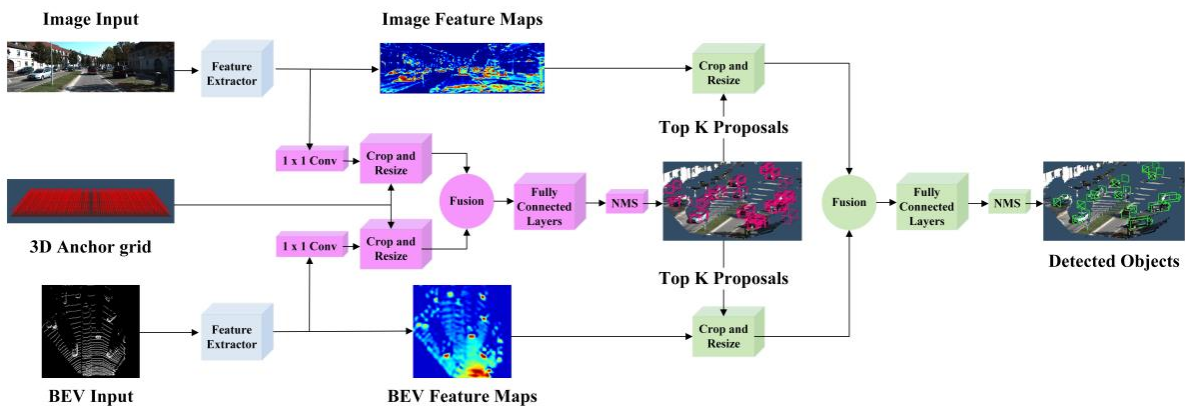 Image Input
Image Feature Maps
Feature
Extractor
Crop and
Resize
Top K Proposals
1 x 1 Conv
Crop and
Resize
Fusion
Fully
Connected
Layers
NMS
Fusion
Fully
Connected
Layers
NMS
3D Anchor grid
1 x 1 Conv
Crop and
Resize
Detected Objects
Top K Proposals
Feature
Extractor
Crop and
Resize
BEV Input
BEV Feature Maps